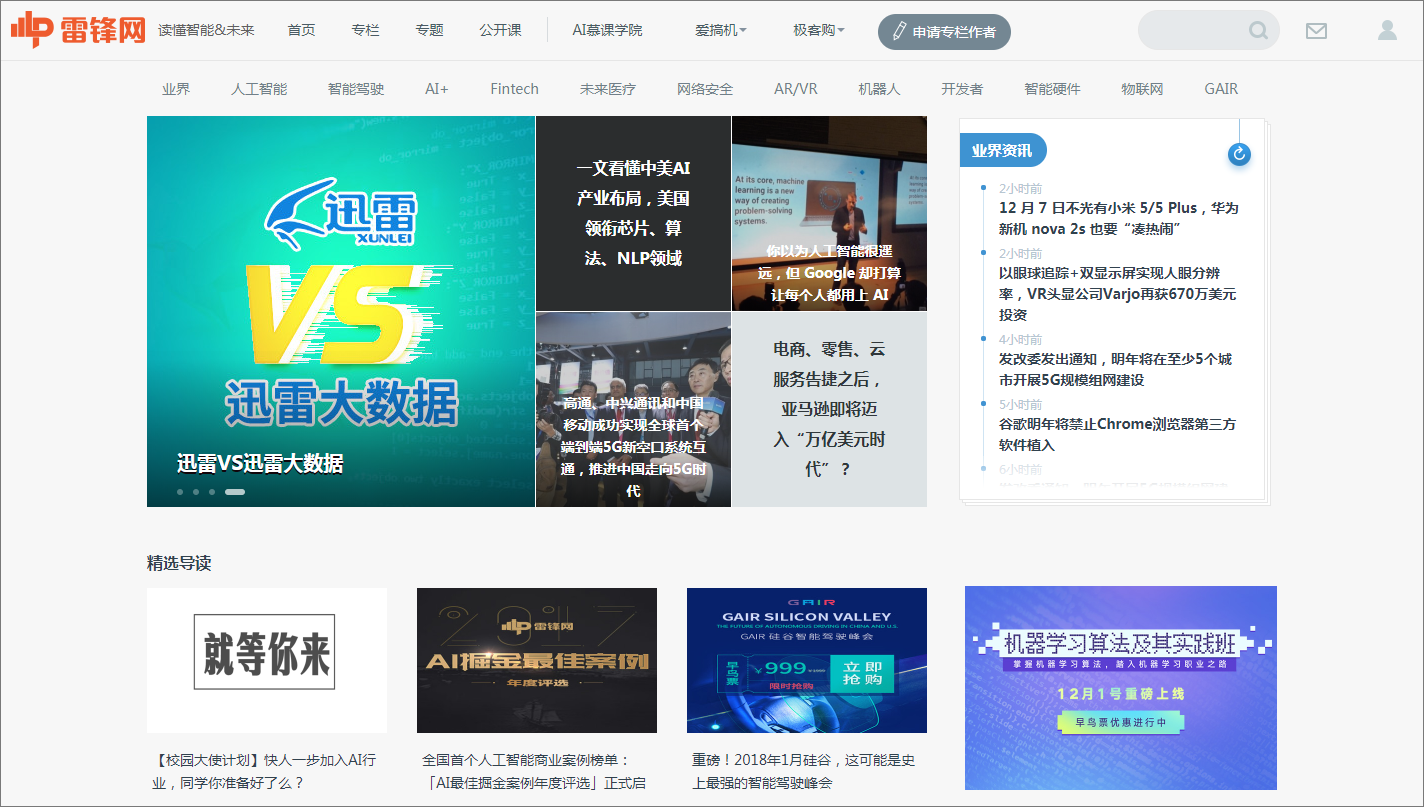 雷锋网
读懂智能&未来
首页
专栏
专题
公开课
AI慕课学院
爱搞机
极客购
申请专栏作者
业界
人工智能
智能驾驶
AI+
Fintech
未来医疗
网络安全
AR/VR
机器人
开发者
智能硬件
物联网
GAIR
迅雷
XUNLEI
VS
迅雷大数据
迅雷VS迅雷大数据
一文看懂中美AI
产业布局，美国
领衔芯片、算
法、NLP领域
At its core, machine
learning is a new
way of creating
problem-solving
systems.
你以为人工智能很遥
远，但 Google 却打算
让每个人都用上 AI
高通、中兴通讯和中国
移动成功实现全球首个
端到端5G新空口系统互
通，推进中国走向5G时
代
电商、零售、云
服务告捷之后，
亚马逊即将迈
入“万亿美元时
代”？
业界资讯
2小时前
12 月 7 日不光有小米 5/5 Plus，华为
新机 nova 2s 也要“凑热闹”
2小时前
以眼球追踪+双显示屏实现人眼分辨
率，VR头显公司Varjo再获670万美元
投资
4小时前
发改委发出通知，明年将在至少5个城
市开展5G规模组网建设
5小时前
谷歌明年将禁止Chrome浏览器第三方
软件植入
6小时前
精选导读
就等你来
【校园大使计划】快人一步加入AI行
业，同学你准备好了么？
2017
雷锋网
AI掘金最佳案例
年度评选
全国首个人工智能商业案例榜单：
「AI最佳掘金案例年度评选」正式启
GAIR
GAIR SILICON VALLEY
THE FUTURE OF AUTONOMOUS DRIVING IN CHINA AND U.S.
GAIR 硅谷智能驾驶峰会
早鸟票
¥999
限时抢购
立即
抢购
重磅！2018年1月硅谷，这可能是史
上最强的智能驾驶峰会
机器学习算法及其实践班
掌握机器学习算法，踏入机器学习职业之路
12月1号重磅上线
早鸟票优惠进行中